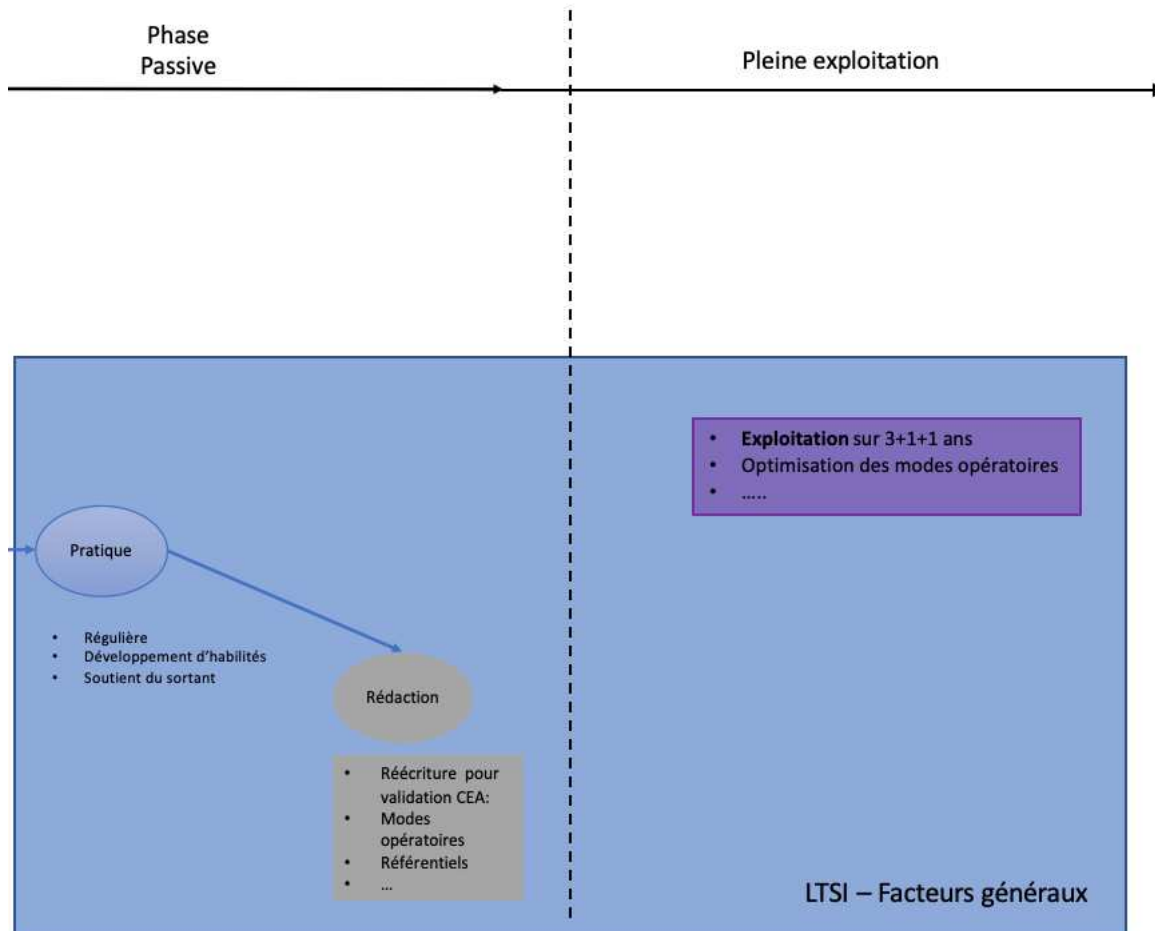 Phase
Passive
Pleine exploitation
• Exploitation sur 3+1+1 ans
• Optimisation des modes opératoires
• .....
Pratique
• Régulière
• Développement d'habilités
• Soutient du sortant
Rédaction
• Réécriture pour
validation CEA:
• Modes
opératoires
• Référentiels
• ...
LTSI – Facteurs généraux